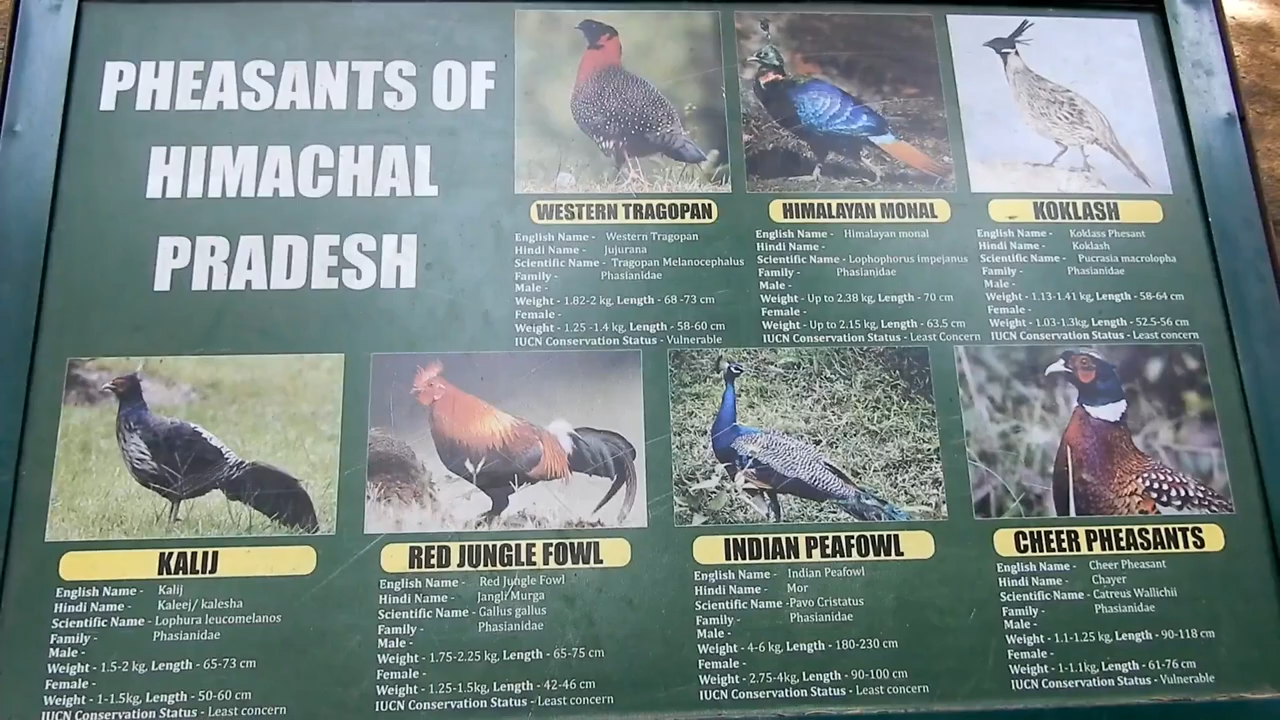 PHEASANTS OF
HIMACHAL
PRADESH
WESTERN TRAGOPAN
English Name - Western Tragopan
Hindi Name - Jujurana
Scientific Name - Tragopan Melanocephalus
Family - Phasianidae
Male -
Weight - 1.82-2 kg, Length - 68 -73 cm
Female -
Weight - 1.25 -1.4 kg, Length - 58-60 cm
IUCN Conservation Status - Vulnerable
HIMALAYAN MONAL
English Name - Himalayan monal
Hindi Name -
Scientific Name - Lophophorus impejanus
Family - Phasianidae
Male -
Weight - Up to 2.38 kg, Length - 70 cm
Female -
Weight - Up to 2.15 kg, Length - 63.5 cm
IUCN Conservation Status - Least Concern
KOKLASH
English Name - Koklass Phesant
Hindi Name - Koklash
Scientific Name - Pucrasia macrolopha
Family - Phasianidae
Male -
Weight - 1.13-1.41 kg, Length - 58-64 cm
Female -
Weight - 1.03-1.3kg, Length - 52.5-56 cm
IUCN Conservation Status - Least concern
KALIJ
English Name - Kalij
Hindi Name - Kaleej/ kalesha
Scientific Name - Lophura leucomelanos
Family - Phasianidae
Male -
Weight - 1.5-2 kg, Length - 65-73 cm
Female -
Weight - 1-1.5kg, Length - 50-60 cm
IUCN Conservation Status - Least concern
RED JUNGLE FOWL
English Name - Red Jungle Fowl
Hindi Name - Jangli Murga
Scientific Name - Gallus gallus
Family - Phasianidae
Male -
Weight - 1.75-2.25 kg, Length - 65-75 cm
Female -
Weight - 1.25-1.5kg, Length - 42-46 cm
IUCN Conservation Status - Least concern
INDIAN PEAFOWL
English Name - Indian Peafowl
Hindi Name - Mor
Scientific Name -Pavo Cristatus
Family - Phasianidae
Male -
Weight - 4-6 kg, Length - 180-230 cm
Female -
Weight - 2.75-4kg, Length - 90-100 cm
IUCN Conservation Status - Least concern
CHEER PHEASANTS
English Name - Cheer Pheasant
Hindi Name - Chayer
Scientific Name - Catreus Wallichii
Family - Phasianidae
Male -
Weight - 1.1-1.25 kg, Length - 90-118 cm
Female -
Weight - 1-1.1kg, Length - 61-76 cm
IUCN Conservation Status - Vulnerable